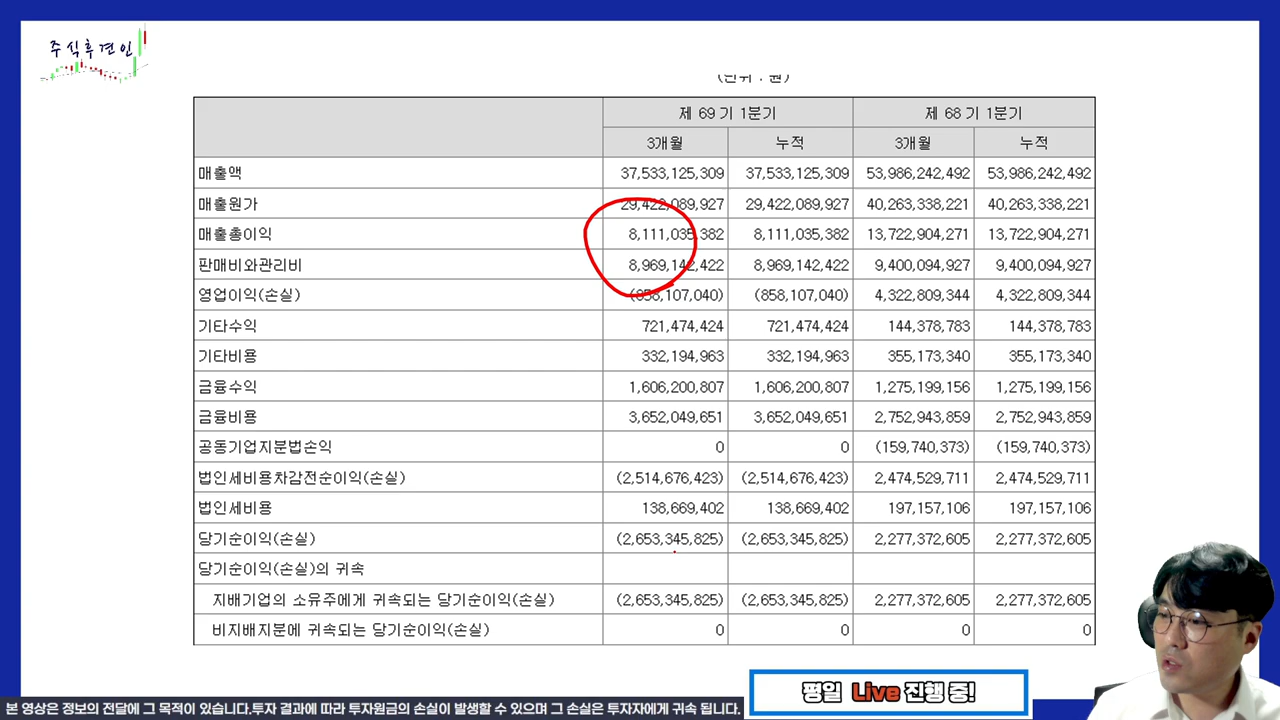 주식후견인
(단위 : 원)
제 69 기 1분기 제 68 기 1분기
3개월 누적 3개월 누적
매출액 37,533,125,309 37,533,125,309 53,986,242,492 53,986,242,492
매출원가 29,422,089,927 29,422,089,927 40,263,338,221 40,263,338,221
매출총이익 8,111,035,382 8,111,035,382 13,722,904,271 13,722,904,271
판매비와관리비 8,969,142,422 8,969,142,422 9,400,094,927 9,400,094,927
영업이익(손실) (858,107,040) (858,107,040) 4,322,809,344 4,322,809,344
기타수익 721,474,424 721,474,424 144,378,783 144,378,783
기타비용 332,194,963 332,194,963 355,173,340 355,173,340
금융수익 1,606,200,807 1,606,200,807 1,275,199,156 1,275,199,156
금융비용 3,652,049,651 3,652,049,651 2,752,943,859 2,752,943,859
공동기업지분법손익 0 0 (159,740,373) (159,740,373)
법인세비용차감전순이익(손실) (2,514,676,423) (2,514,676,423) 2,474,529,711 2,474,529,711
법인세비용 138,669,402 138,669,402 197,157,106 197,157,106
당기순이익(손실) (2,653,345,825) (2,653,345,825) 2,277,372,605 2,277,372,605
당기순이익(손실)의 귀속
지배기업의 소유주에게 귀속되는 당기순이익(손실) (2,653,345,825) (2,653,345,825) 2,277,372,605 2,277,372,605
비지배지분에 귀속되는 당기순이익(손실) 0 0 0 0
평일 Live 진행 중!
본 영상은 정보의 전달에 그 목적이 있습니다.투자 결과에 따라 투자원금의 손실이 발생할 수 있으며 그 손실은 투자자에게 귀속 됩니다.